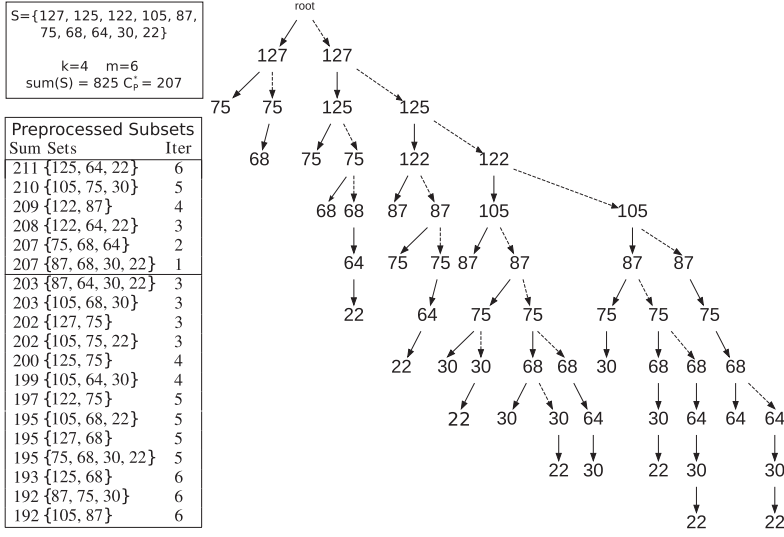 S={127, 125, 122, 105, 87,
75, 68, 64, 30, 22}
k=4 m=6
sum(S) = 825 C*P = 207
Preprocessed Subsets
Sum Sets Iter
211 {125, 64, 22} 6
210 {105, 75, 30} 5
209 {122, 87} 4
208 {122, 64, 22} 3
207 {75, 68, 64} 2
207 {87, 68, 30, 22} 1
203 {87, 64, 30, 22} 3
203 {105, 68, 30} 3
202 {127, 75} 3
202 {105, 75, 22} 3
200 {125, 75} 4
199 {105, 64, 30} 4
197 {122, 75} 5
195 {105, 68, 22} 5
195 {127, 68} 5
195 {75, 68, 30, 22} 5
193 {125, 68} 6
192 {87, 75, 30} 6
192 {105, 87} 6
root
127 127
75 75 125 125
68 75 75 122 122
68 68 87 87 105 105
64 75 75 87 87 87 87
22 64 75 75 75 75 75
22 30 30 68 68 30 68 68 68
22 30 30 64 30 64 64 64
22 30 22 30 30
22 22